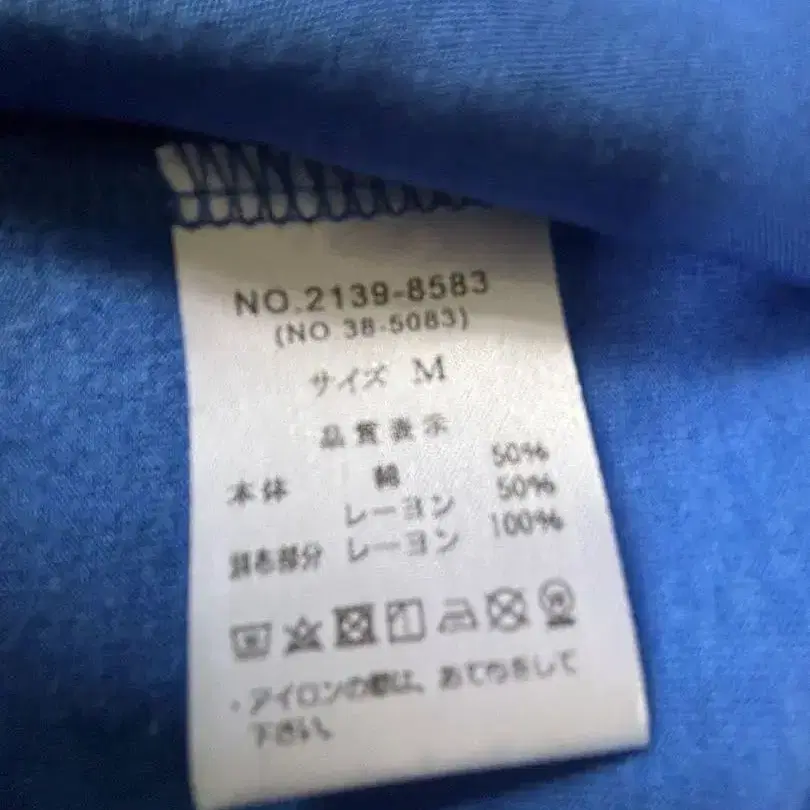 NO.2139-8583
(NO 38-5083)
サイズ M
品質表示
本体 綿 50%
レーヨン 50%
別布部分 レーヨン 100%
・アイロンの際は、あて布をして
下さい。